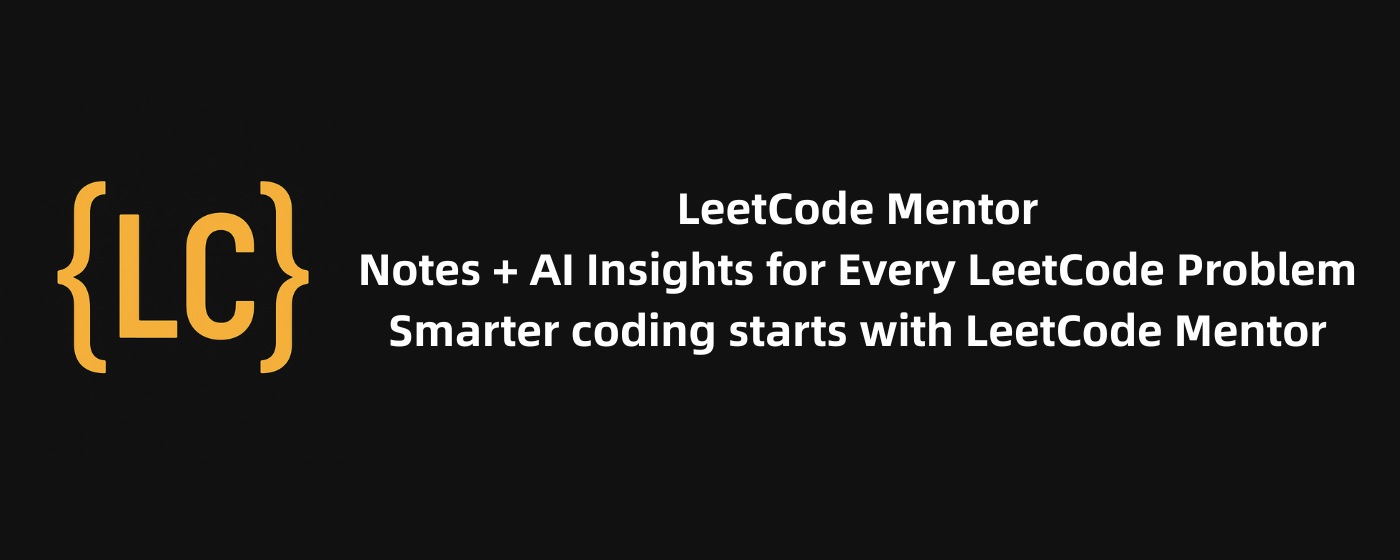 {LC}
LeetCode Mentor
Notes + AI Insights for Every LeetCode Problem
Smarter coding starts with LeetCode Mentor